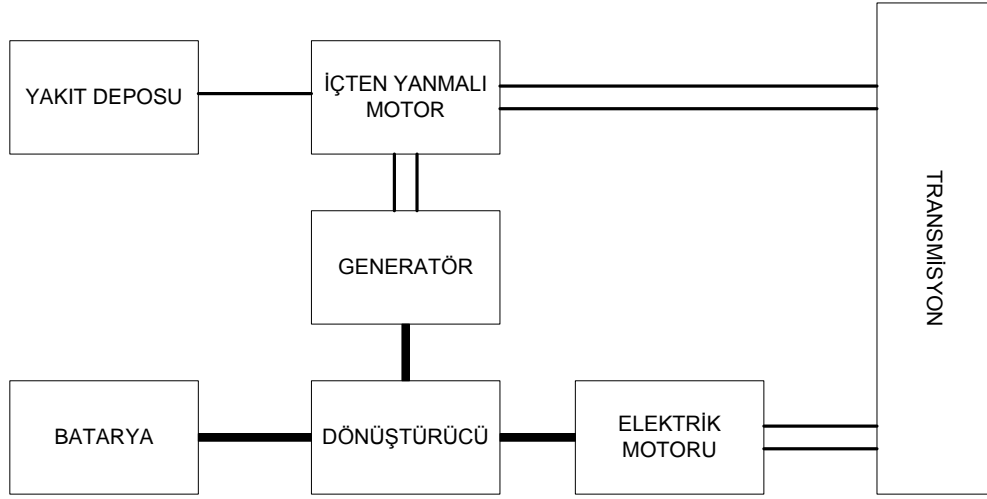 YAKIT DEPOSU
İÇTEN YANMALI
MOTOR
TRANSMİSYON
GENERATÖR
BATARYA
DÖNÜŞTÜRÜCÜ
ELEKTRİK
MOTORU